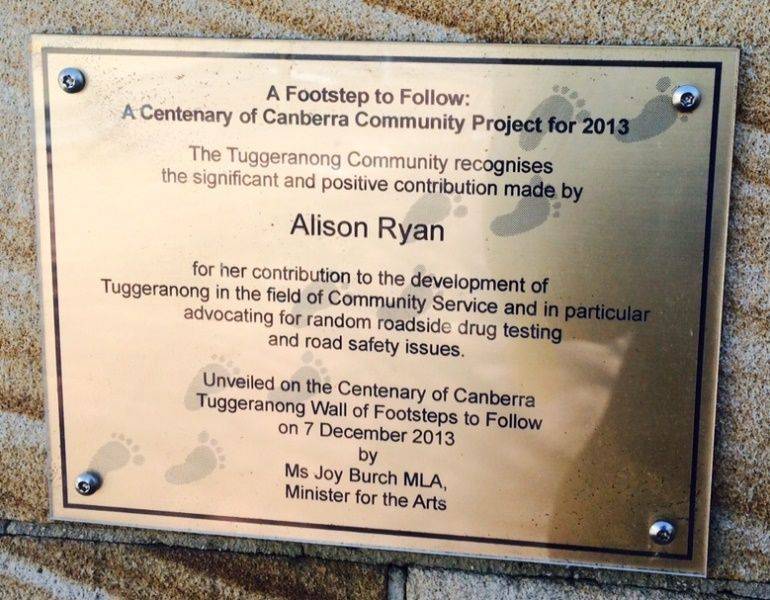 A Footstep to Follow:
A Centenary of Canberra Community Project for 2013
The Tuggeranong Community recognises
the significant and positive contribution made by
Alison Ryan
for her contribution to the development of
Tuggeranong in the field of Community Service and in particular
advocating for random roadside drug testing
and road safety issues.
Unveiled on the Centenary of Canberra
Tuggeranong Wall of Footsteps to Follow
on 7 December 2013
by
Ms Joy Burch MLA,
Minister for the Arts